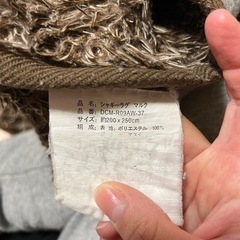 品名：シャギーラグ マルク
品番：DCM-R09AW-37
サイズ：約200×250cm
組成：表 地，ポリエステル 100%